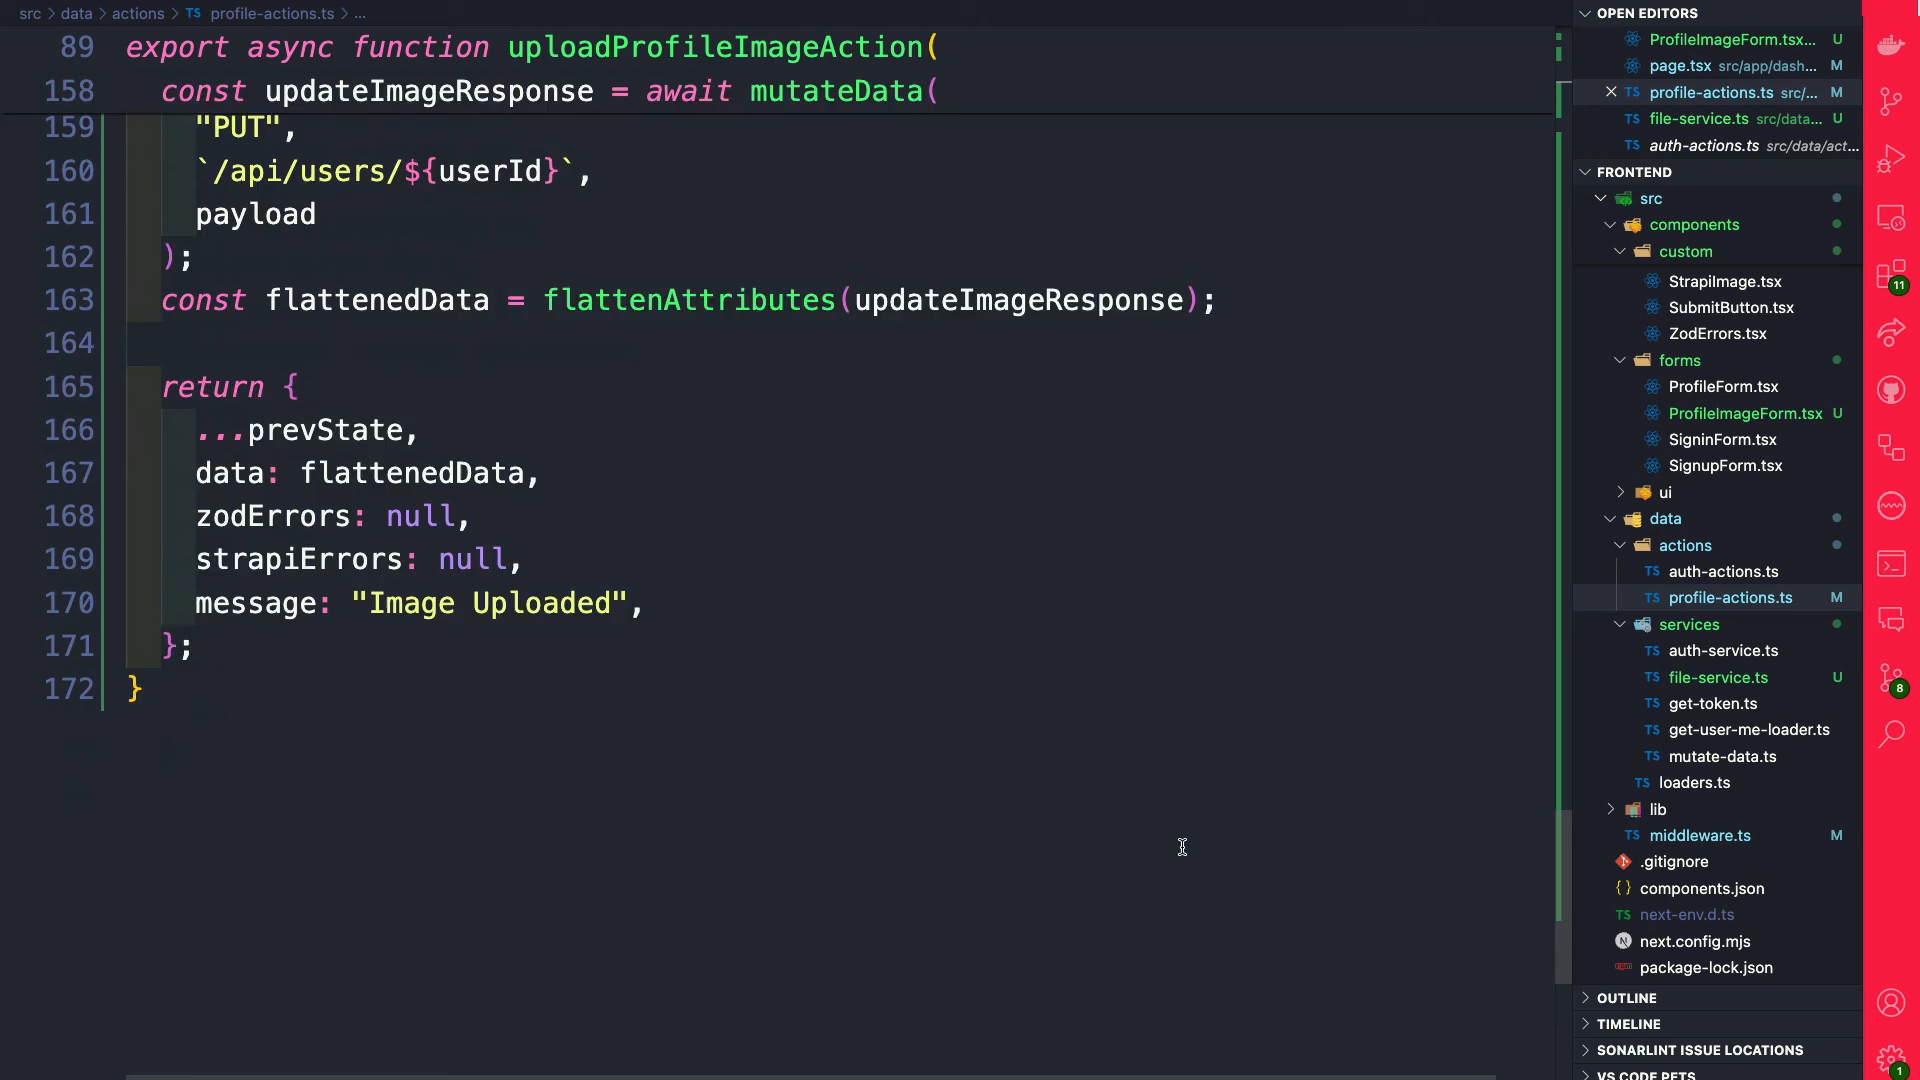 src > data > actions > TS profile-actions.ts > ...
89 export async function uploadProfileImageAction(
158 const updateImageResponse = await mutateData(
159 "PUT",
160 `/api/users/${userId}`,
161 payload
162 );
163 const flattenedData = flattenAttributes(updateImageResponse);
164
165 return {
166 ...prevState,
167 data: flattenedData,
168 zodErrors: null,
169 strapiErrors: null,
170 message: "Image Uploaded",
171 };
172 }
OPEN EDITORS
ProfileImageForm.tsx... U
page.tsx src/app/dash... M
TS profile-actions.ts src/... M
TS file-service.ts src/data... U
TS auth-actions.ts src/data/act...
FRONTEND
src
components
custom
StrapiImage.tsx
SubmitButton.tsx
ZodErrors.tsx
forms
ProfileForm.tsx
ProfileImageForm.tsx U
SigninForm.tsx
SignupForm.tsx
ui
data
actions
TS auth-actions.ts
TS profile-actions.ts M
services
TS auth-service.ts
TS file-service.ts U
TS get-token.ts
TS get-user-me-loader.ts
TS mutate-data.ts
TS loaders.ts
lib
TS middleware.ts M
.gitignore
{ } components.json
TS next-env.d.ts
N next.config.mjs
package-lock.json
OUTLINE
TIMELINE
SONARLINT ISSUE LOCATIONS
VS CODE PETS
11
8
1